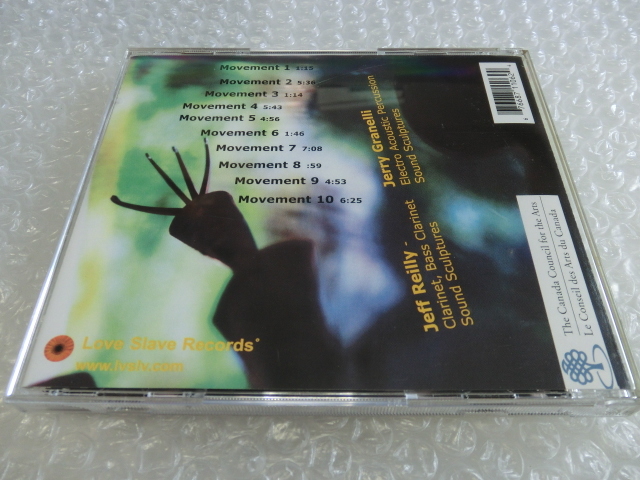 Movement 1 1:15
Movement 2 5:36
Movement 3 1:14
Movement 4 5:43
Movement 5 4:56
Movement 6 1:46
Movement 7 7:08
Movement 8 :59
Movement 9 4:53
Movement 10 6:25
Jerry Granelli
Electro Acoustic Percussion
Sound Sculptures
Jeff Reilly -
Clarinet, Bass Clarinet
Sound Sculptures
Love Slave Records
The Canada Council for the Arts
Le Conseil des Arts du Canada